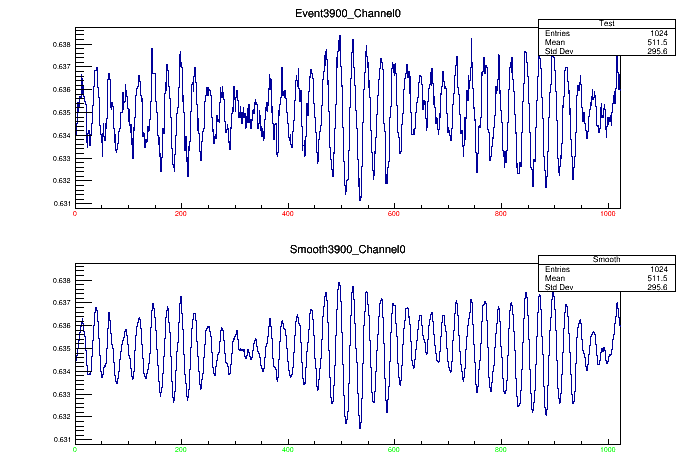 Event3900_Channel0
Test
Entries 1024
Mean 511.5
Std Dev 295.6
0.638
0.637
0.636
0.635
0.634
0.633
0.632
0.631
0 200 400 600 800 1000
Smooth3900_Channel0
Smooth
Entries 1024
Mean 511.5
Std Dev 295.6
0.638
0.637
0.636
0.635
0.634
0.633
0.632
0.631
0 200 400 600 800 1000